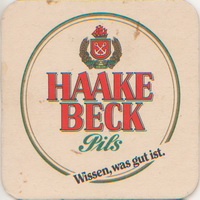 HAAKE
BECK
Pils
Wissen, was gut ist.